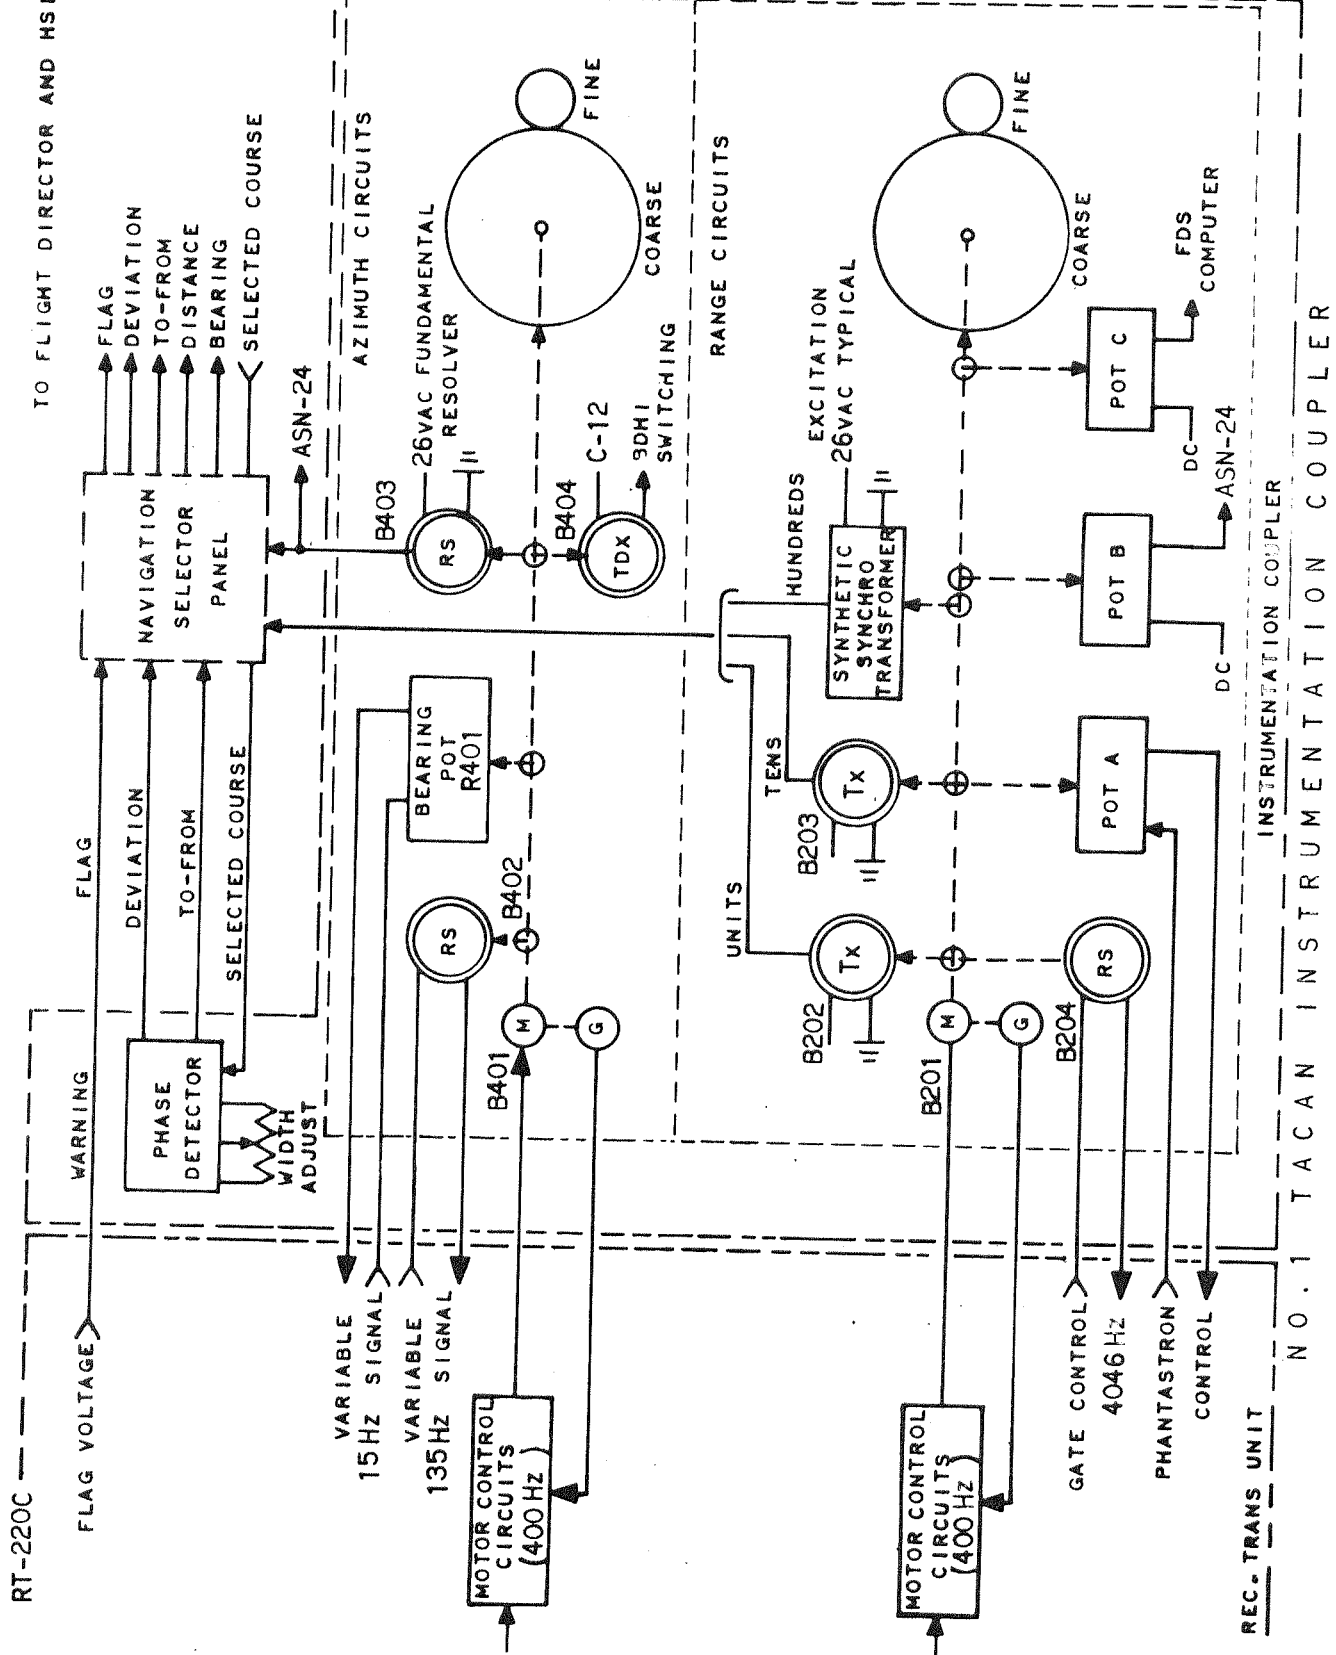 RT-220C
TO FLIGHT DIRECTOR AND HSI
FLAG VOLTAGE
WARNING
FLAG
FLAG
DEVIATION
TO-FROM
DISTANCE
BEARING
SELECTED COURSE
PHASE
DETECTOR
WIDTH
ADJUST
DEVIATION
TO-FROM
SELECTED COURSE
NAVIGATION
SELECTOR
PANEL
ASN-24
AZIMUTH CIRCUITS
VARIABLE
15Hz SIGNAL
VARIABLE
135Hz SIGNAL
MOTOR CONTROL
CIRCUITS
(400 Hz)
B401
M
G
RS
B402
BEARING
POT
R401
B403
RS
26VAC FUNDAMENTAL
RESOLVER
B404
TDX
C-12
BDHI
SWITCHING
COARSE
FINE
RANGE CIRCUITS
UNITS
TENS
HUNDREDS
EXCITATION
26VAC TYPICAL
SYNTHETIC
SYNCHRO
TRANSFORMER
B202
TX
B203
TX
MOTOR CONTROL
CIRCUITS
(400 Hz)
B201
M
G
B204
RS
POT A
POT B
DC
ASN-24
POT C
DC
FDS
COMPUTER
COARSE
FINE
GATE CONTROL
4046 Hz
PHANTASTRON
CONTROL
REC. TRANS UNIT
INSTRUMENTATION COUPLER
NO. 1 TACAN INSTRUMENTATION COUPLER